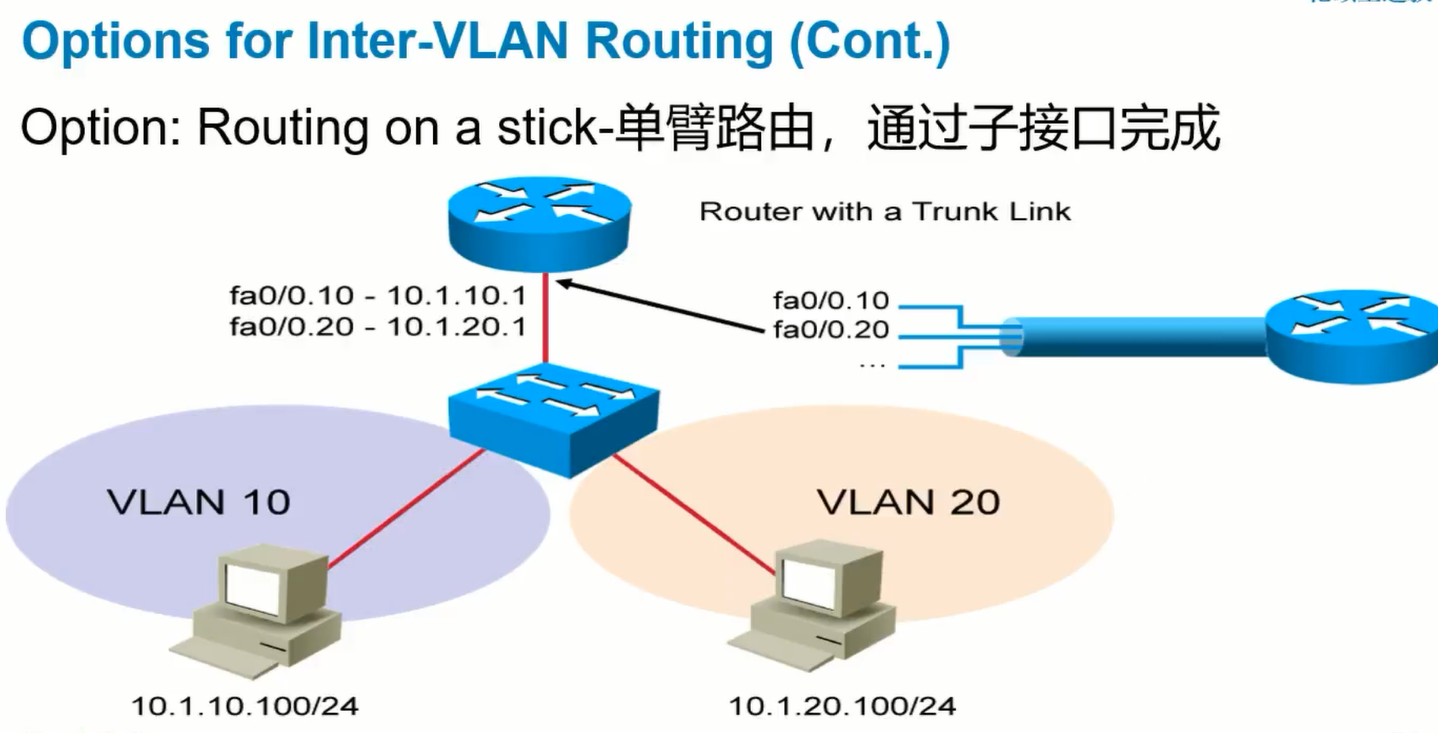 Options for Inter-VLAN Routing (Cont.)
Option: Routing on a stick-单臂路由，通过子接口完成
Router with a Trunk Link
fa0/0.10 - 10.1.10.1
fa0/0.20 - 10.1.20.1
fa0/0.10
fa0/0.20
...
VLAN 10
VLAN 20
10.1.10.100/24
10.1.20.100/24